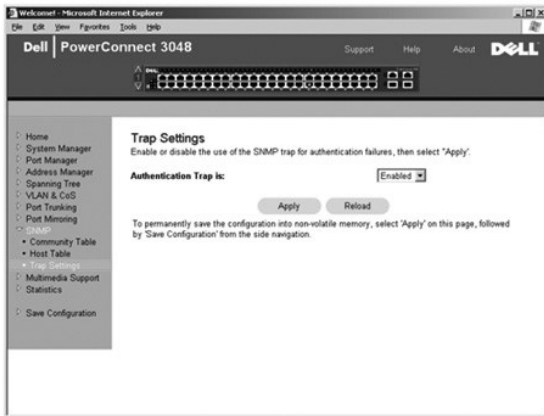 Welcome! - Microsoft Internet Explorer
File Edit View Favorites Tools Help
Dell | PowerConnect 3048
Support Help About DELL
Home
System Manager
Port Manager
Address Manager
Spanning Tree
VLAN & CoS
Port Trunking
Port Mirroring
SNMP
Community Table
Host Table
Trap Settings
Multimedia Support
Statistics
Save Configuration
Trap Settings
Enable or disable the use of the SNMP trap for authentication failures, then select "Apply'.
Authentication Trap is: Enabled
Apply Reload
To permanently save the configuration into non-volatile memory, select 'Apply' on this page, followed
by 'Save Configuration' from the side navigation.